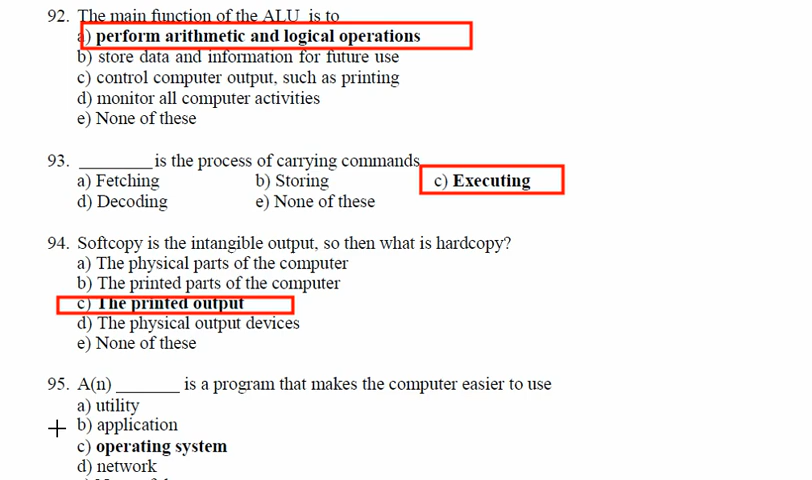 92. The main function of the ALU is to
a) perform arithmetic and logical operations
b) store data and information for future use
c) control computer output, such as printing
d) monitor all computer activities
e) None of these
93. ________ is the process of carrying commands
a) Fetching b) Storing c) Executing
d) Decoding e) None of these
94. Softcopy is the intangible output, so then what is hardcopy?
a) The physical parts of the computer
b) The printed parts of the computer
c) The printed output
d) The physical output devices
e) None of these
95. A(n) _______ is a program that makes the computer easier to use
a) utility
b) application
c) operating system
d) network